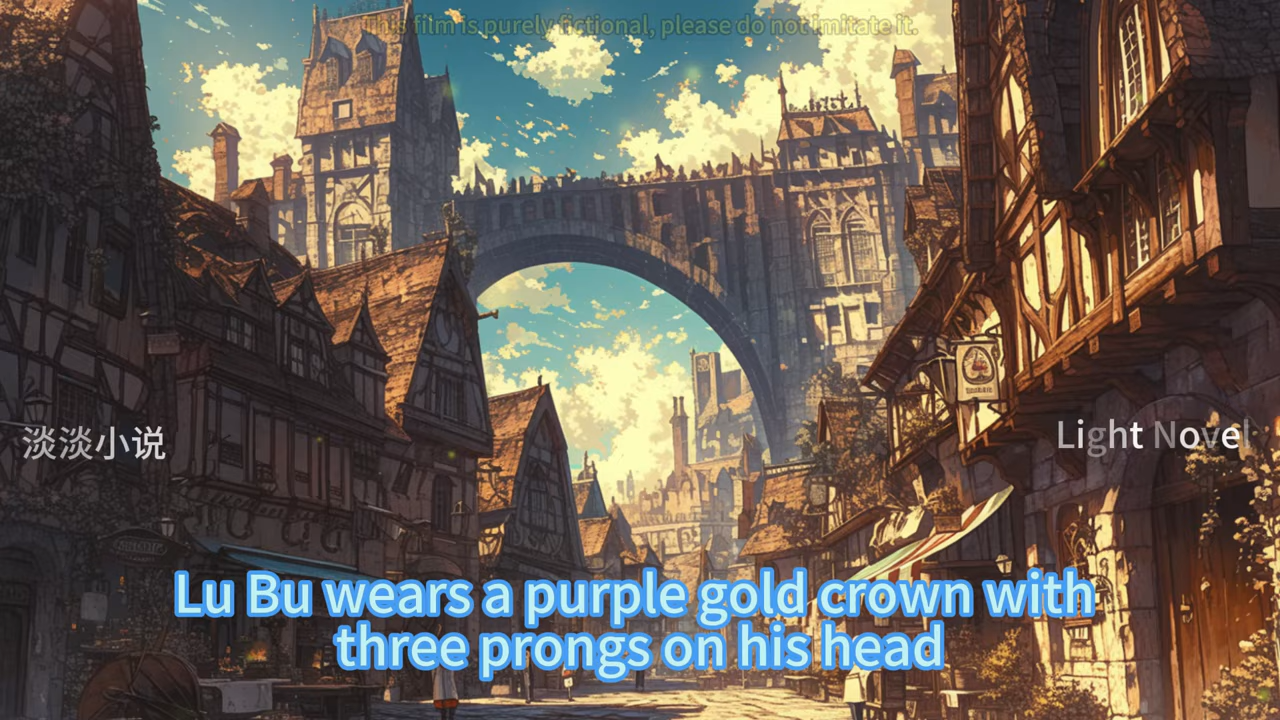 This film is purely fictional, please do not imitate it.
淡淡小说
Light Novel
Lu Bu wears a purple gold crown with
three prongs on his head